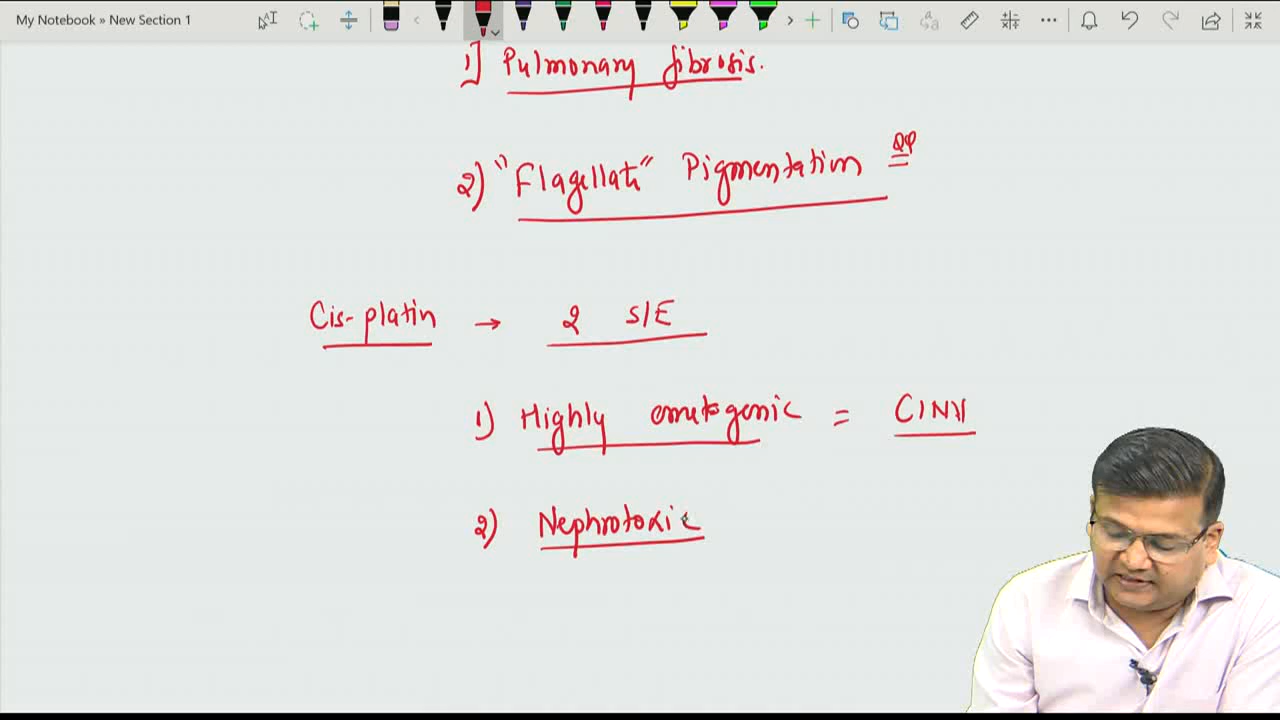 My Notebook » New Section 1
1] Pulmonary fibrosis.
2) "Flagellate" Pigmentation
Cis-platin → 2 S/E
1) Highly emetogenic = CINV
2) Nephrotoxic